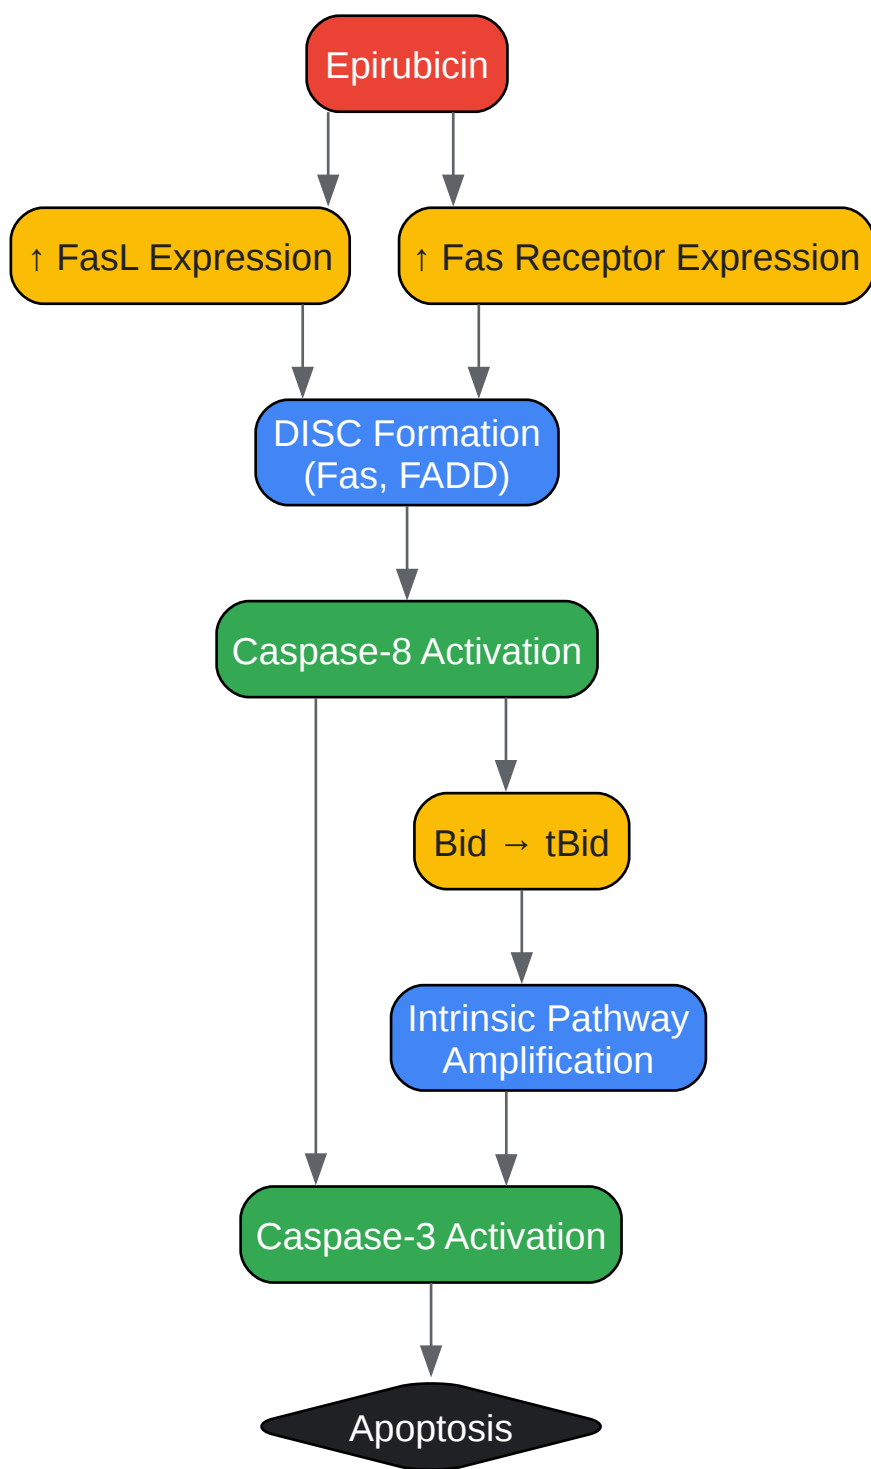 Epirubicin
↑ FasL Expression
↑ Fas Receptor Expression
DISC Formation
(Fas, FADD)
Caspase-8 Activation
Bid → tBid
Intrinsic Pathway
Amplification
Caspase-3 Activation
Apoptosis